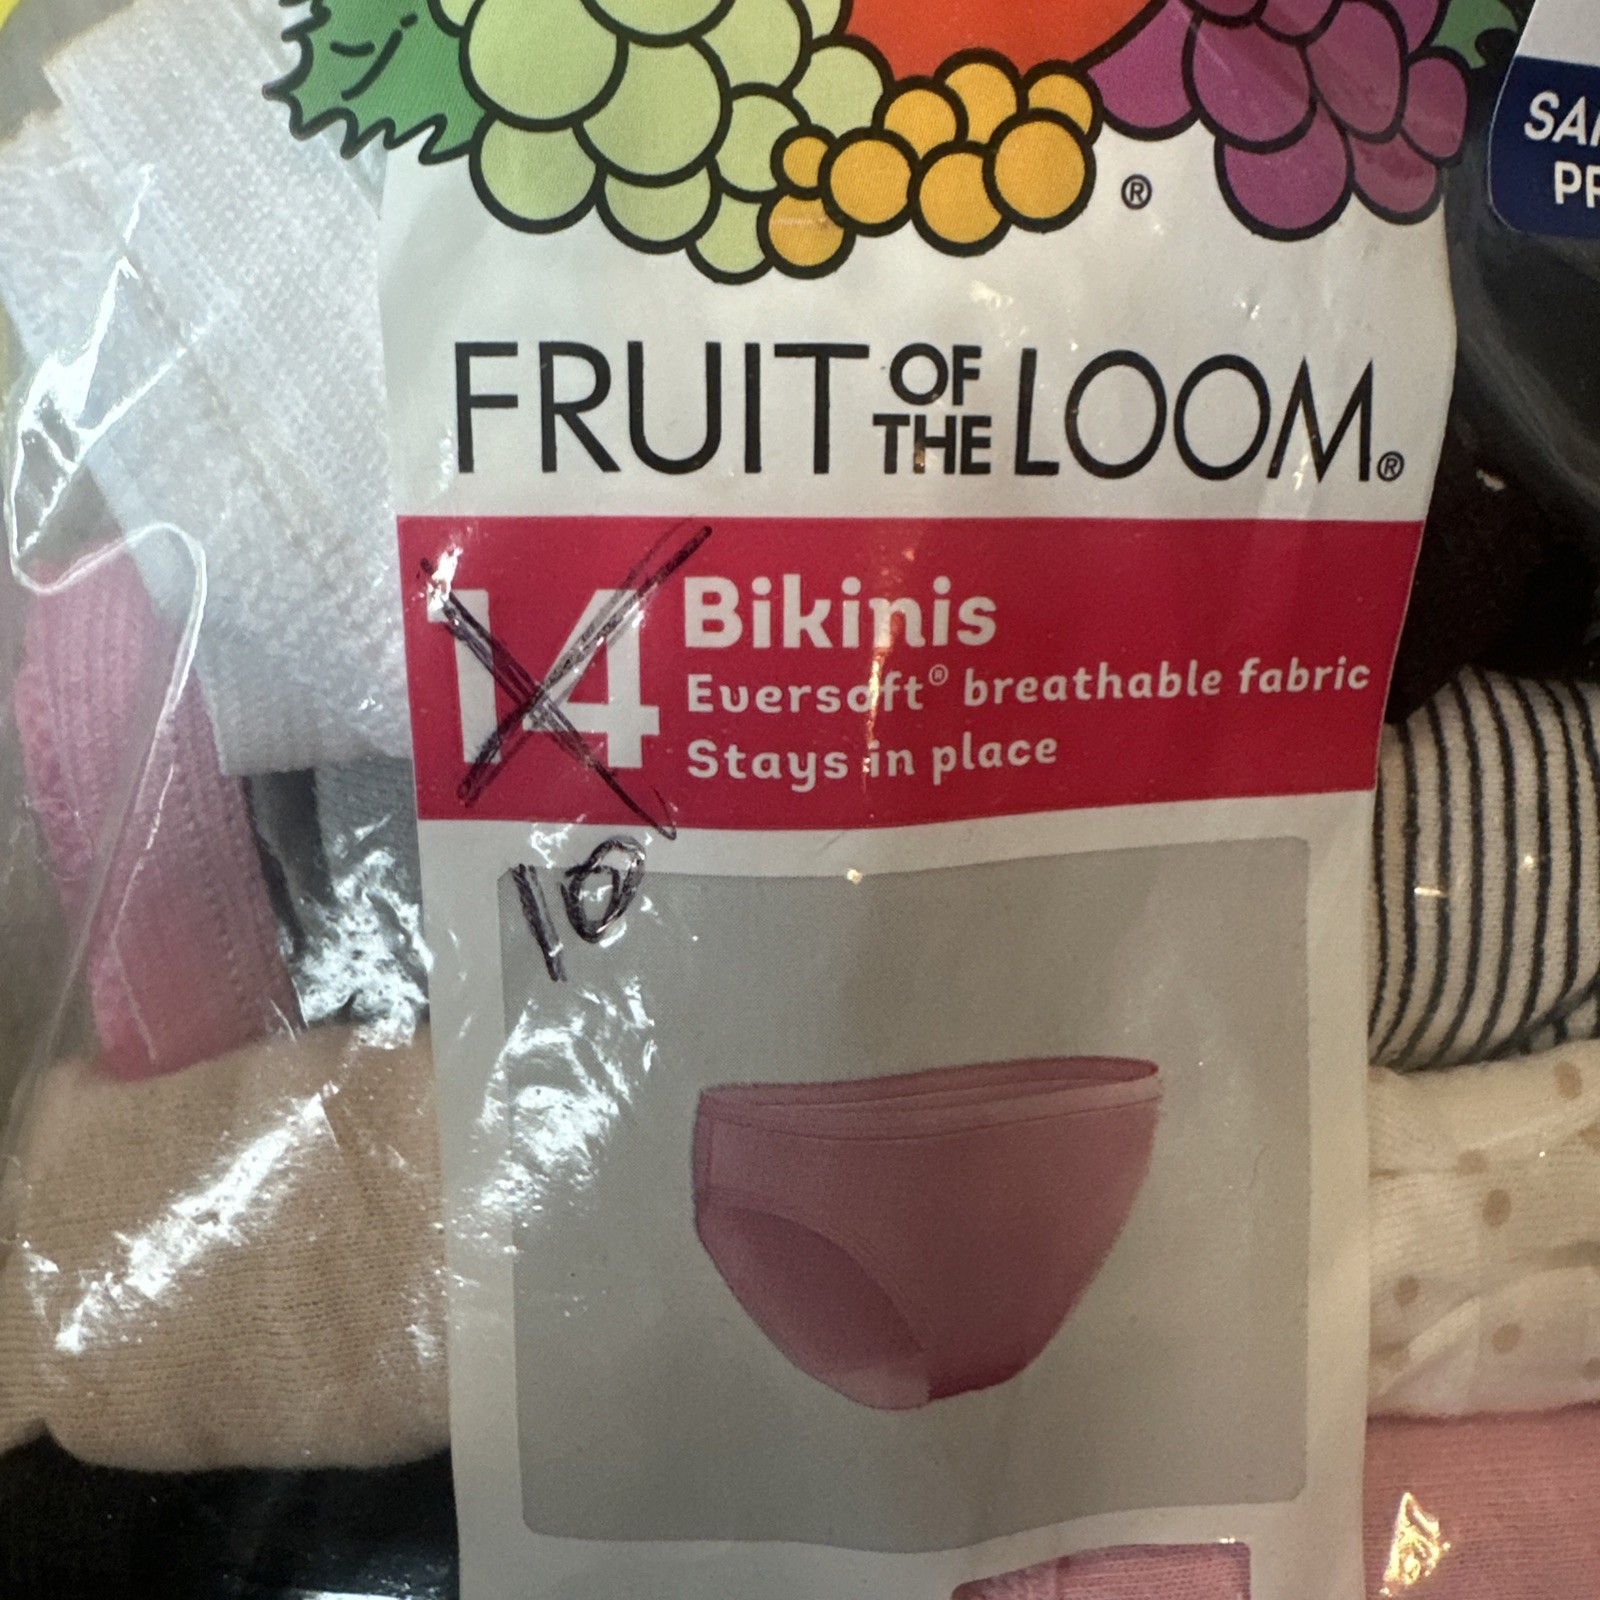 ®
FRUIT OF THE LOOM®
14 Bikinis
Eversoft® breathable fabric
Stays in place
10